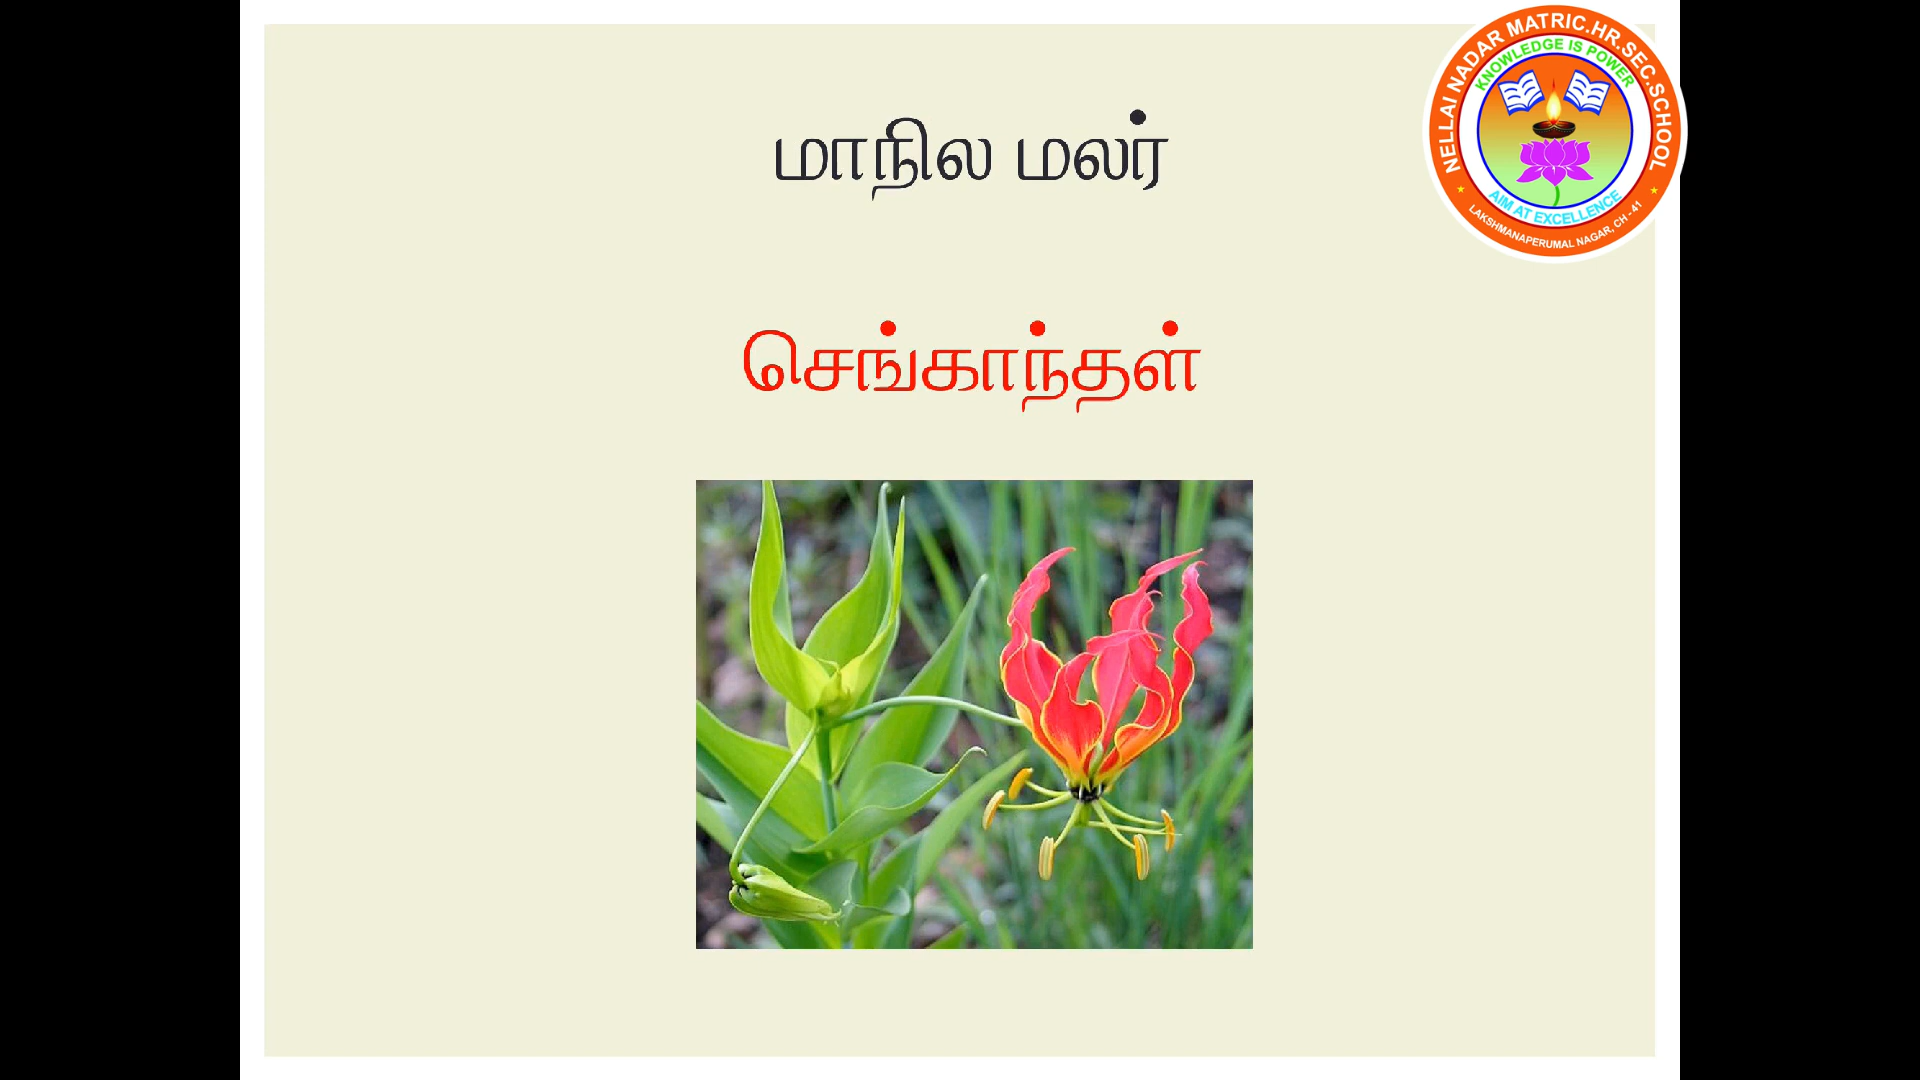 மாநில மலர்
செங்காந்தள்
NELLAI NADAR MATRIC.HR.SEC.SCHOOL
KNOWLEDGE IS POWER
AIM AT EXCELLENCE
LAKSHMANAPERUMAL NAGAR, CH - 41